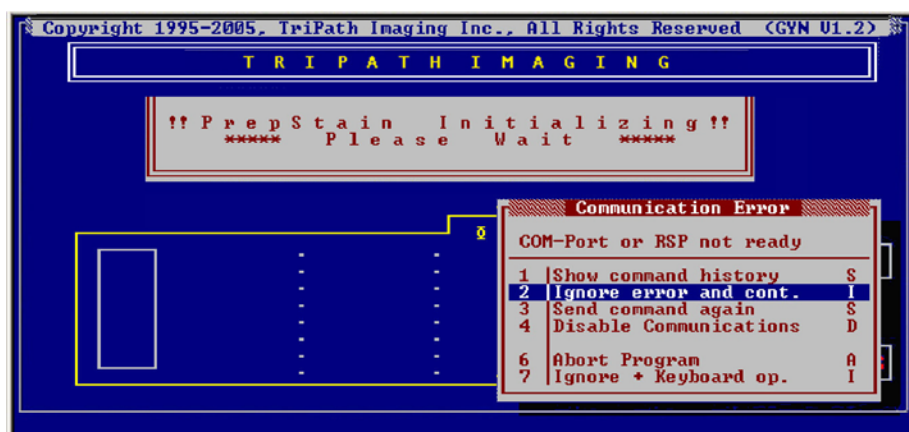 Copyright 1995-2005, TriPath Imaging Inc., All Rights Reserved (GYN V1.2)
T R I P A T H I M A G I N G
!! P r e p S t a i n I n i t i a l i z i n g !!
***** P l e a s e W a i t *****
Communication Error
COM-Port or RSP not ready
1 |Show command history S
2 |Ignore error and cont. I
3 |Send command again S
4 |Disable Communications D
6 |Abort Program A
7 |Ignore + Keyboard op. I